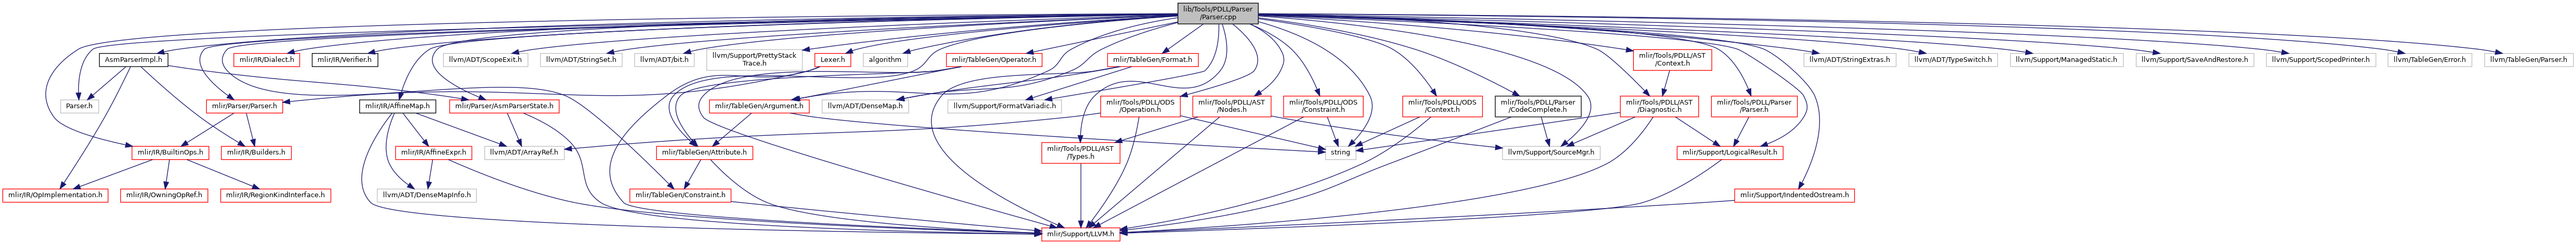 lib/Tools/PDLL/Parser
/Parser.cpp
AsmParserImpl.h
mlir/IR/Dialect.h
mlir/IR/Verifier.h
llvm/ADT/ScopeExit.h
llvm/ADT/StringSet.h
llvm/ADT/bit.h
llvm/Support/PrettyStack
Trace.h
Lexer.h
algorithm
mlir/TableGen/Operator.h
mlir/TableGen/Format.h
mlir/Tools/PDLL/AST
/Context.h
llvm/ADT/StringExtras.h
llvm/ADT/TypeSwitch.h
llvm/Support/ManagedStatic.h
llvm/Support/SaveAndRestore.h
llvm/Support/ScopedPrinter.h
llvm/TableGen/Error.h
llvm/TableGen/Parser.h
Parser.h
mlir/Parser/Parser.h
mlir/IR/AffineMap.h
mlir/Parser/AsmParserState.h
mlir/TableGen/Argument.h
llvm/ADT/DenseMap.h
llvm/Support/FormatVariadic.h
mlir/Tools/PDLL/ODS
/Operation.h
mlir/Tools/PDLL/AST
/Nodes.h
mlir/Tools/PDLL/ODS
/Constraint.h
mlir/Tools/PDLL/ODS
/Context.h
mlir/Tools/PDLL/Parser
/CodeComplete.h
mlir/Tools/PDLL/AST
/Diagnostic.h
mlir/Tools/PDLL/Parser
/Parser.h
mlir/IR/BuiltinOps.h
mlir/IR/Builders.h
mlir/IR/AffineExpr.h
llvm/ADT/ArrayRef.h
mlir/TableGen/Attribute.h
mlir/Tools/PDLL/AST
/Types.h
string
llvm/Support/SourceMgr.h
mlir/Support/LogicalResult.h
mlir/IR/OpImplementation.h
mlir/IR/OwningOpRef.h
mlir/IR/RegionKindInterface.h
llvm/ADT/DenseMapInfo.h
mlir/TableGen/Constraint.h
mlir/Support/IndentedOstream.h
mlir/Support/LLVM.h